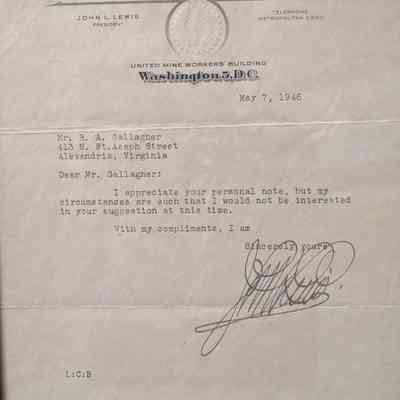 JOHN L. LEWIS
PRESIDENT
TELEPHONE
UNITED MINE WORKERS' BUILDING
Washington 5, D.C.
May 7, 1946
Mr. R. A. Gallagher
413 N. St.Aseph Street
Alexandria, Virginia
Dear Mr. Gallagher:
I appreciate your personal note, but my
circumstances are such that I would not be interested
in your suggestion at this time.
With my compliments, I am
Sincerely yours,
L:C:B